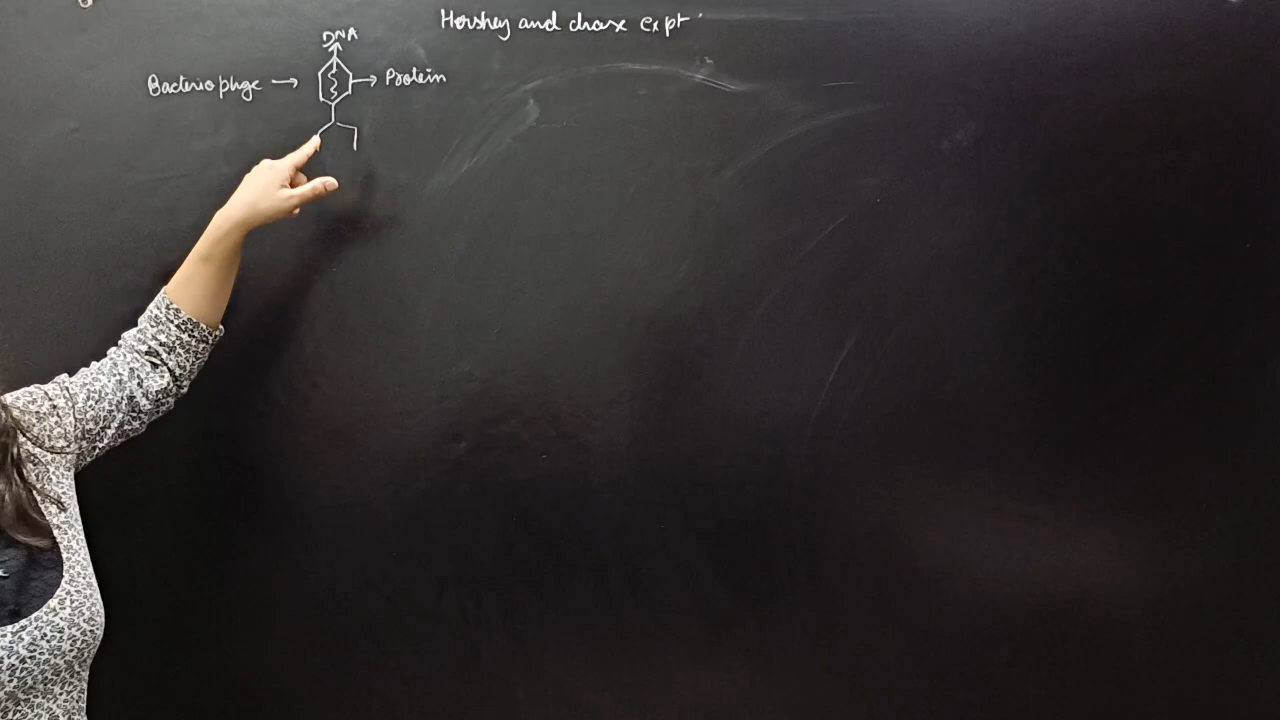 Hershey and chase expt
DNA
Bacteriophage → → Protein